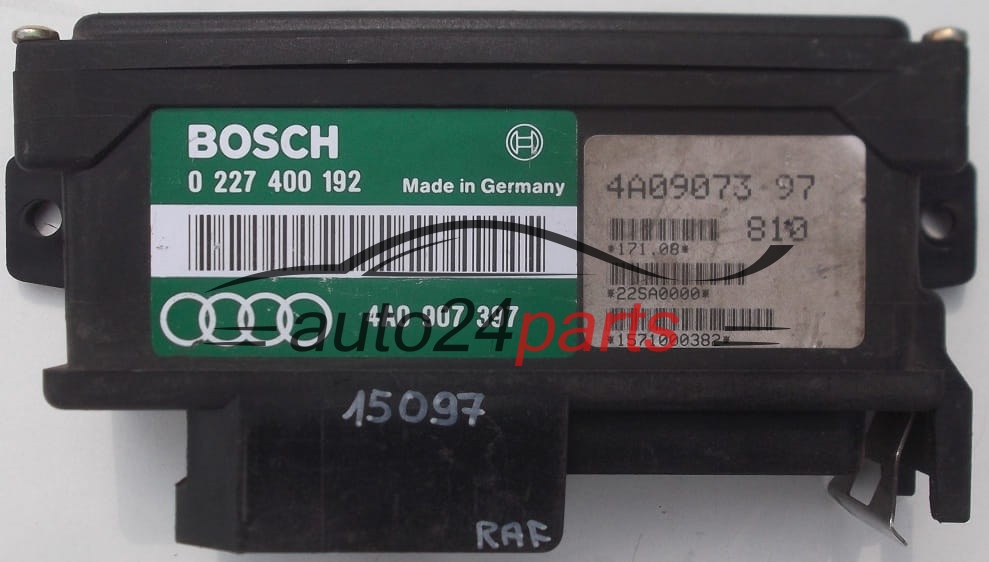 BOSCH
0 227 400 192
Made in Germany
4A0 907 397
4A09073 97
810
*171.08*
*22SA0000*
*1571000382*
auto24parts
15097
RAF